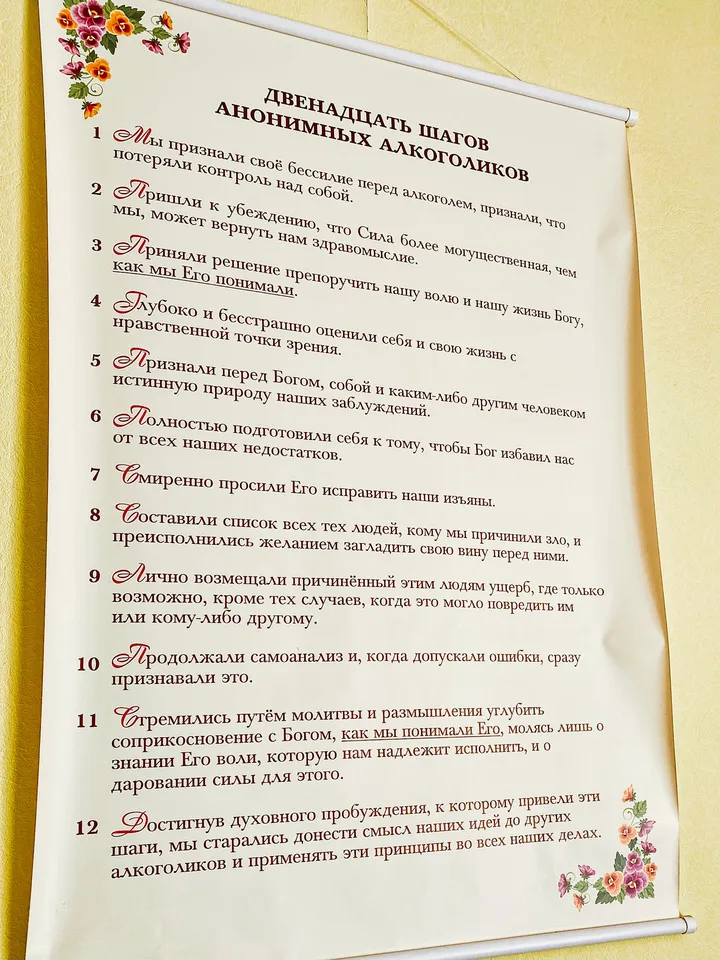 ДВЕНАДЦАТЬ ШАГОВ
АНОНИМНЫХ АЛКОГОЛИКОВ
1 Мы признали своё бессилие перед алкоголем, признали, что
потеряли контроль над собой.
2 Пришли к убеждению, что Сила более могущественная, чем
мы, может вернуть нам здравомыслие.
3 Приняли решение препоручить нашу волю и нашу жизнь Богу,
как мы Его понимали.
4 Глубоко и бесстрашно оценили себя и свою жизнь с
нравственной точки зрения.
5 Признали перед Богом, собой и каким-либо другим человеком
истинную природу наших заблуждений.
6 Полностью подготовили себя к тому, чтобы Бог избавил нас
от всех наших недостатков.
7 Смиренно просили Его исправить наши изъяны.
8 Составили список всех тех людей, кому мы причинили зло, и
преисполнились желанием загладить свою вину перед ними.
9 Лично возмещали причинённый этим людям ущерб, где только
возможно, кроме тех случаев, когда это могло повредить им
или кому-либо другому.
10 Продолжали самоанализ и, когда допускали ошибки, сразу
признавали это.
11 Стремились путём молитвы и размышления углубить
соприкосновение с Богом, как мы понимали Его, молясь лишь о
знании Его воли, которую нам надлежит исполнить, и о
даровании силы для этого.
12 Достигнув духовного пробуждения, к которому привели эти
шаги, мы старались донести смысл наших идей до других
алкоголиков и применять эти принципы во всех наших делах.